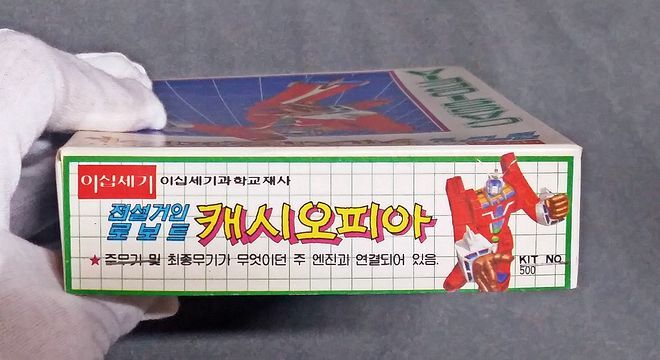 이십세기 이십세기과학교재사
전설거인
로보트
캐시오피아
★ 준무기 및 최종무기가 무엇이던 주 엔진과 연결되어 있음.
KIT NO.
500